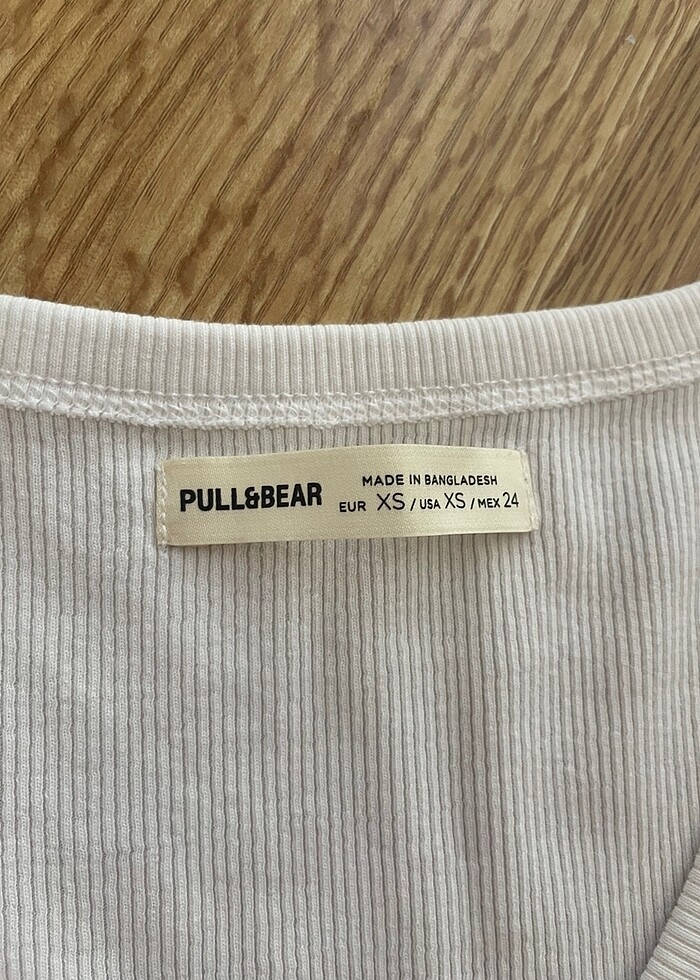 PULL&BEAR
MADE IN BANGLADESH
EUR XS / USA XS / MEX 24